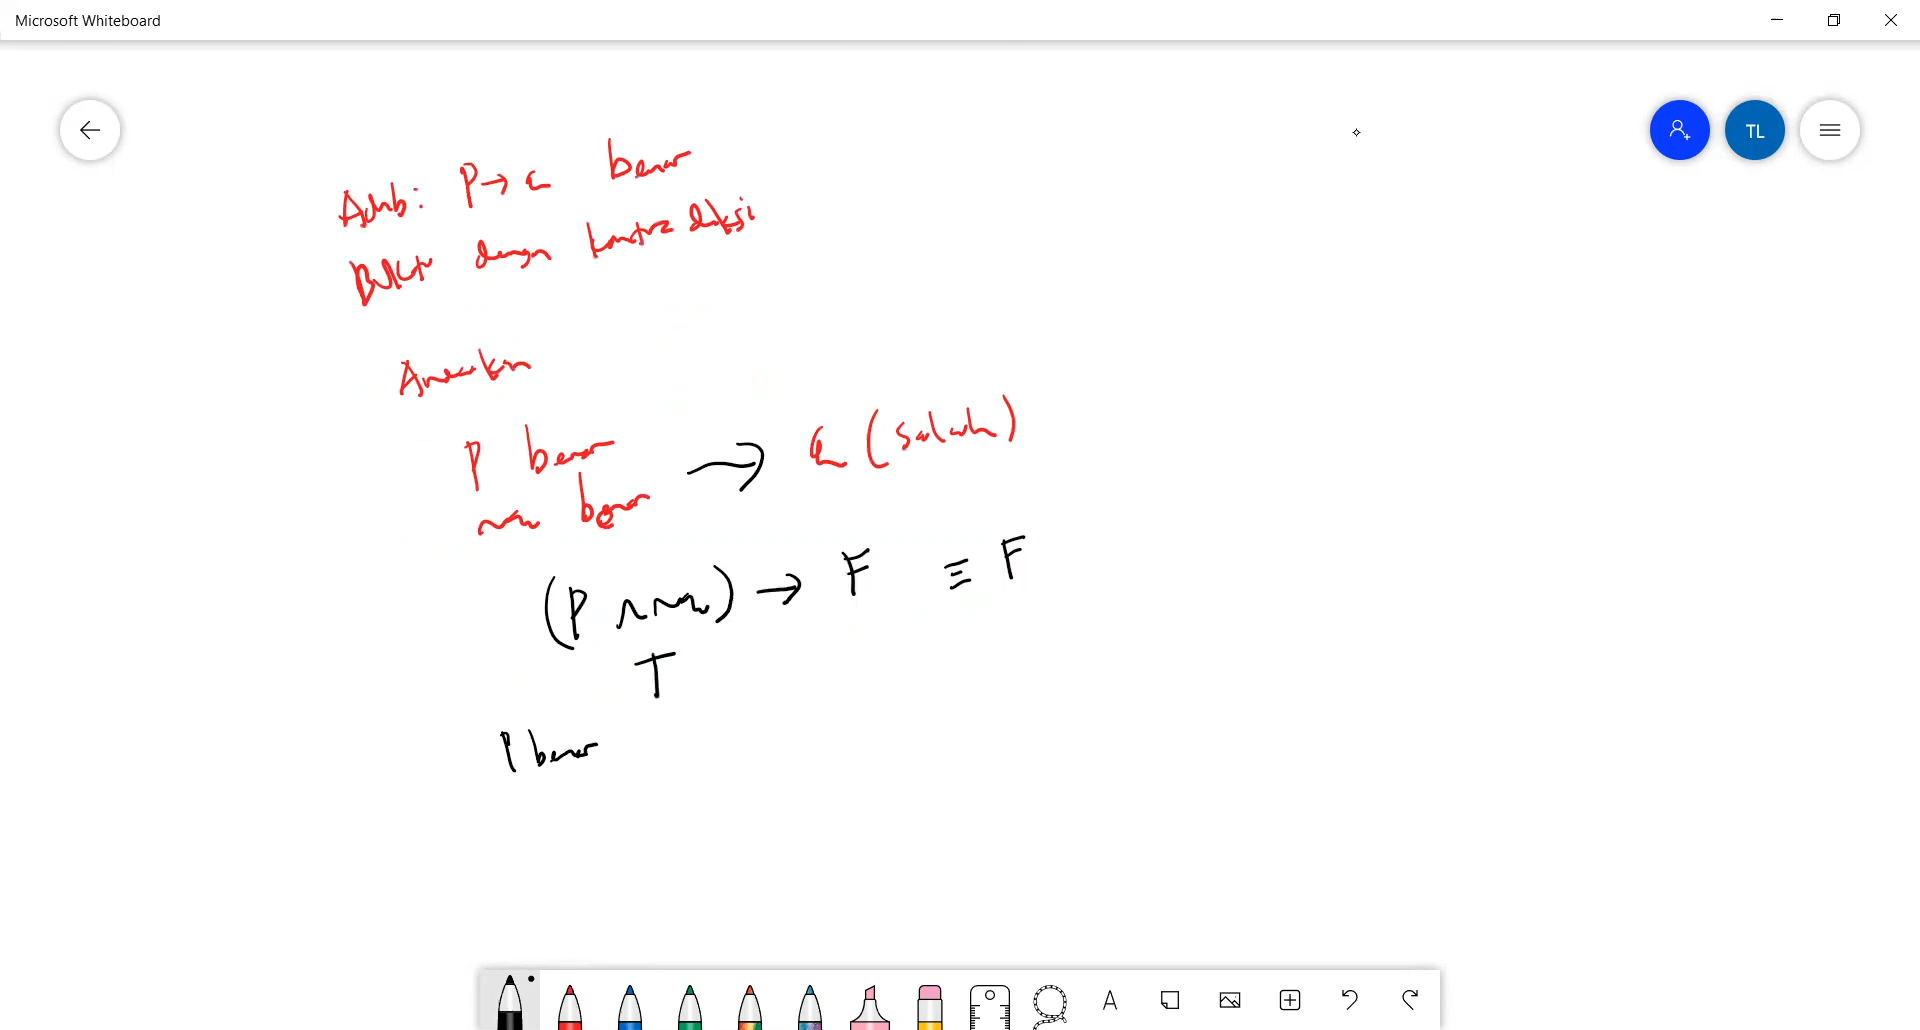 Microsoft Whiteboard
TL
Adb: P → q benar
Bukti dengan kontradiksi
Andaikan
P benar → q (salah)
~q benar
(P ∧ ~q) → F ≡ F
T
P benar
A